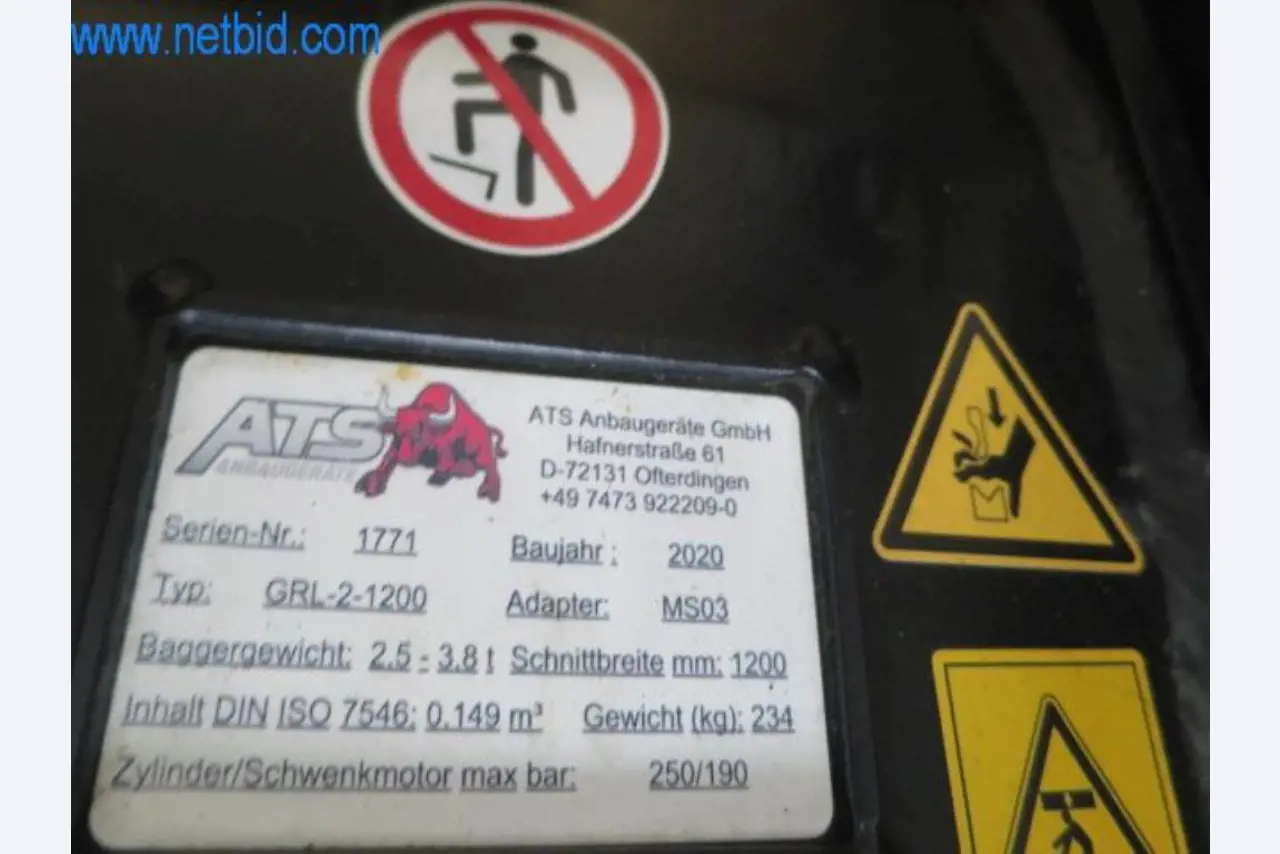 www.netbid.com
ATS
ANBAUGERÄTE
ATS Anbaugeräte GmbH
Hafnerstraße 61
D-72131 Ofterdingen
+49 7473 922209-0
Serien-Nr.: 1771 Baujahr : 2020
Typ: GRL-2-1200 Adapter: MS03
Baggergewicht: 2.5 - 3.8 t Schnittbreite mm: 1200
Inhalt DIN ISO 7546: 0.149 m³ Gewicht (kg): 234
Zylinder/Schwenkmotor max bar: 250/190